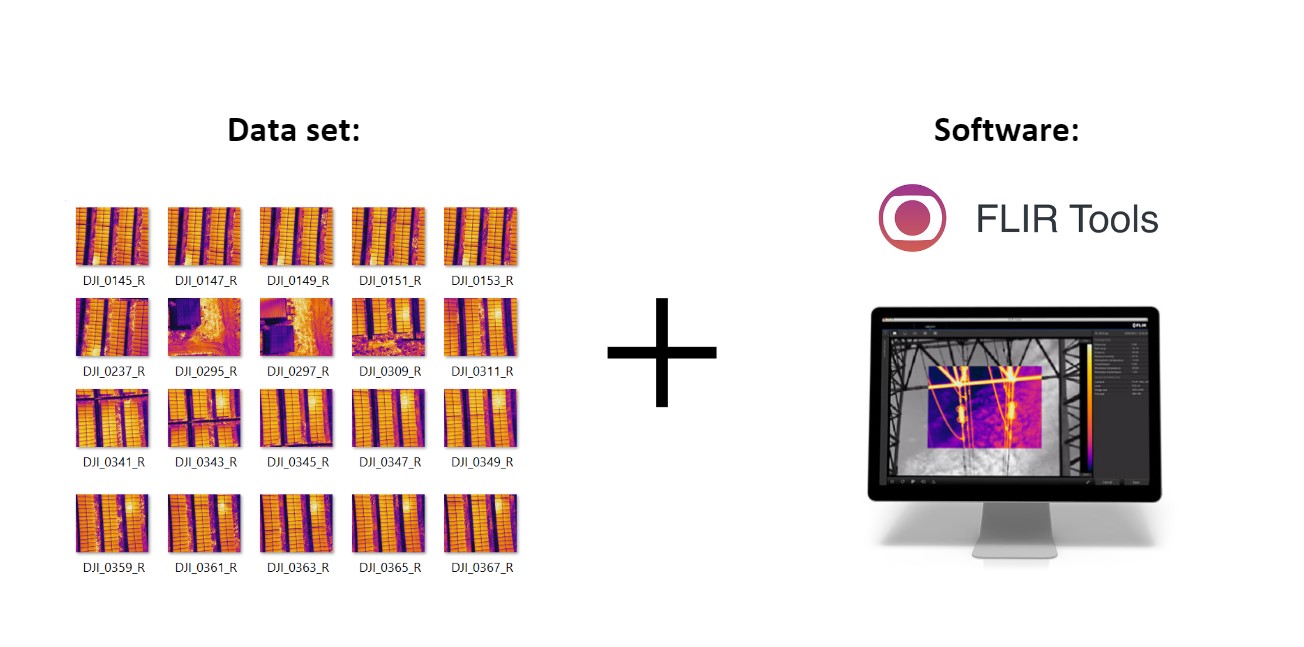 Data set:
Software:
FLIR Tools
DJI_0145_R DJI_0147_R DJI_0149_R DJI_0151_R DJI_0153_R
DJI_0237_R DJI_0295_R DJI_0297_R DJI_0309_R DJI_0311_R
DJI_0341_R DJI_0343_R DJI_0345_R DJI_0347_R DJI_0349_R
DJI_0359_R DJI_0361_R DJI_0363_R DJI_0365_R DJI_0367_R
FLIR